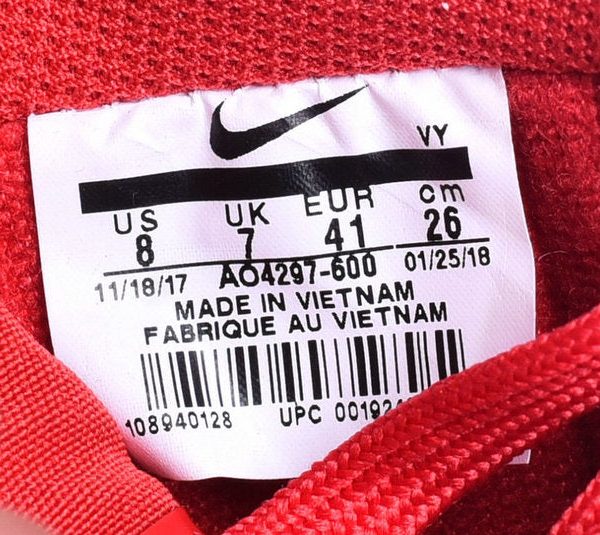 VY
US UK EUR cm
8 7 41 26
11/18/17 AO4297-600 01/25/18
MADE IN VIETNAM
FABRIQUE AU VIETNAM
108940128 UPC